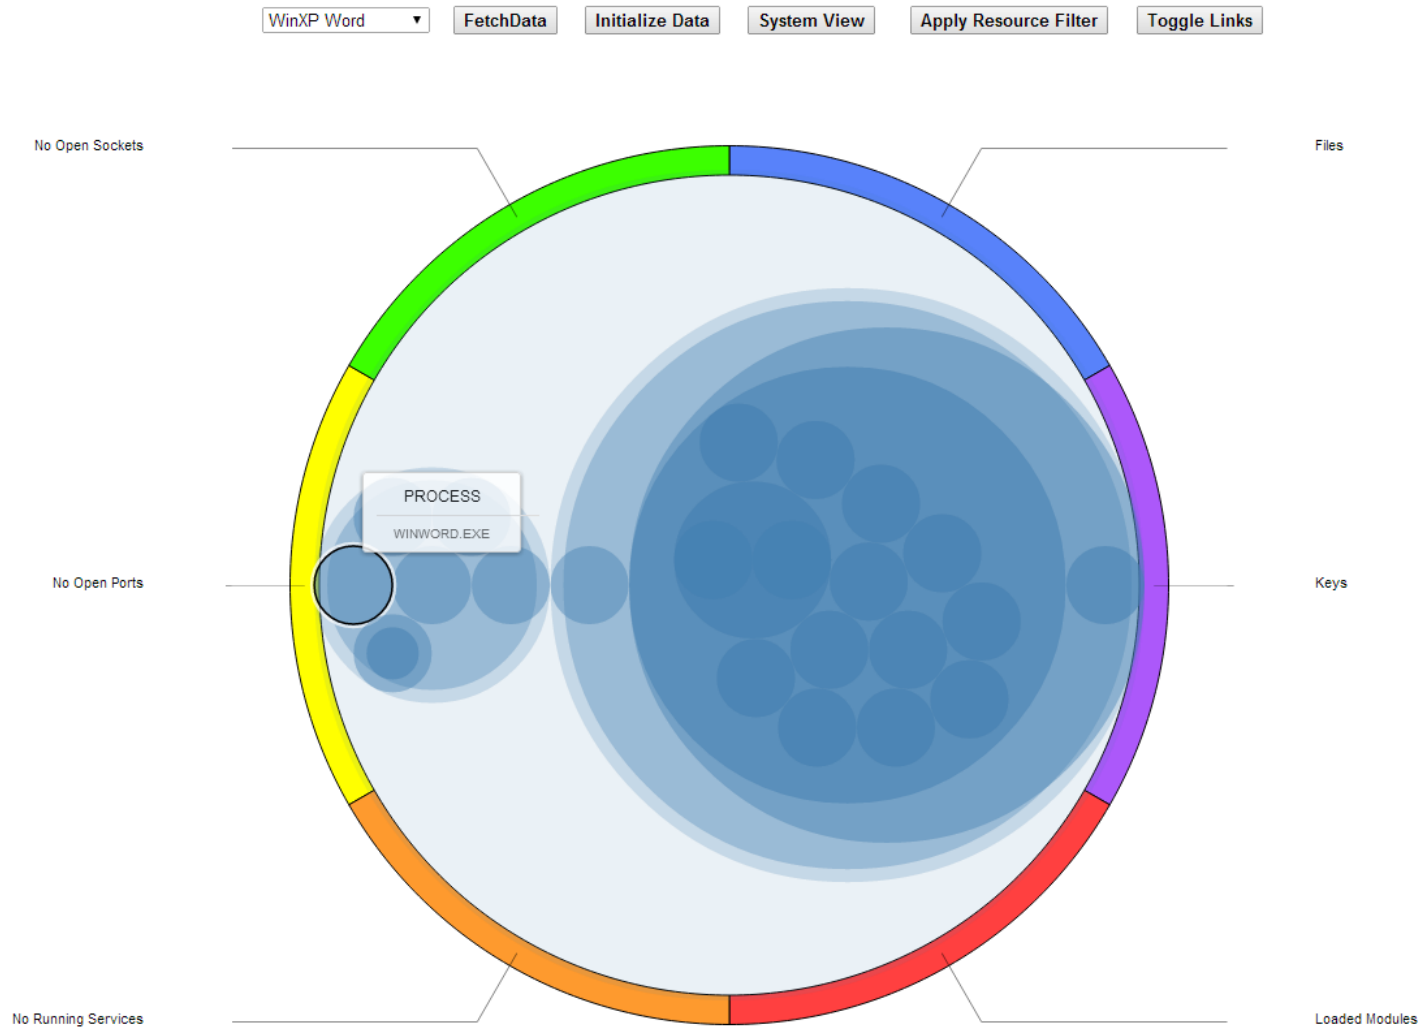 WinXP Word
FetchData
Initialize Data
System View
Apply Resource Filter
Toggle Links
No Open Sockets
Files
PROCESS
WINWORD.EXE
No Open Ports
Keys
No Running Services
Loaded Modules